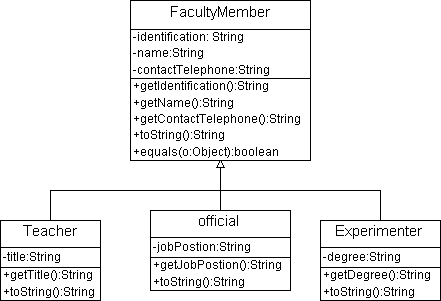 FacultyMember
-identification: String
-name:String
-contactTelephone:String
+getIdentification():String
+getName():String
+getContactTelephone():String
+toString():String
+equals(o:Object):boolean
Teacher
-title:String
+getTitle():String
+toString():String
official
-jobPostion:String
+getJobPostion():String
+toString():String
Experimenter
-degree:String
+getDegree():String
+toString():String